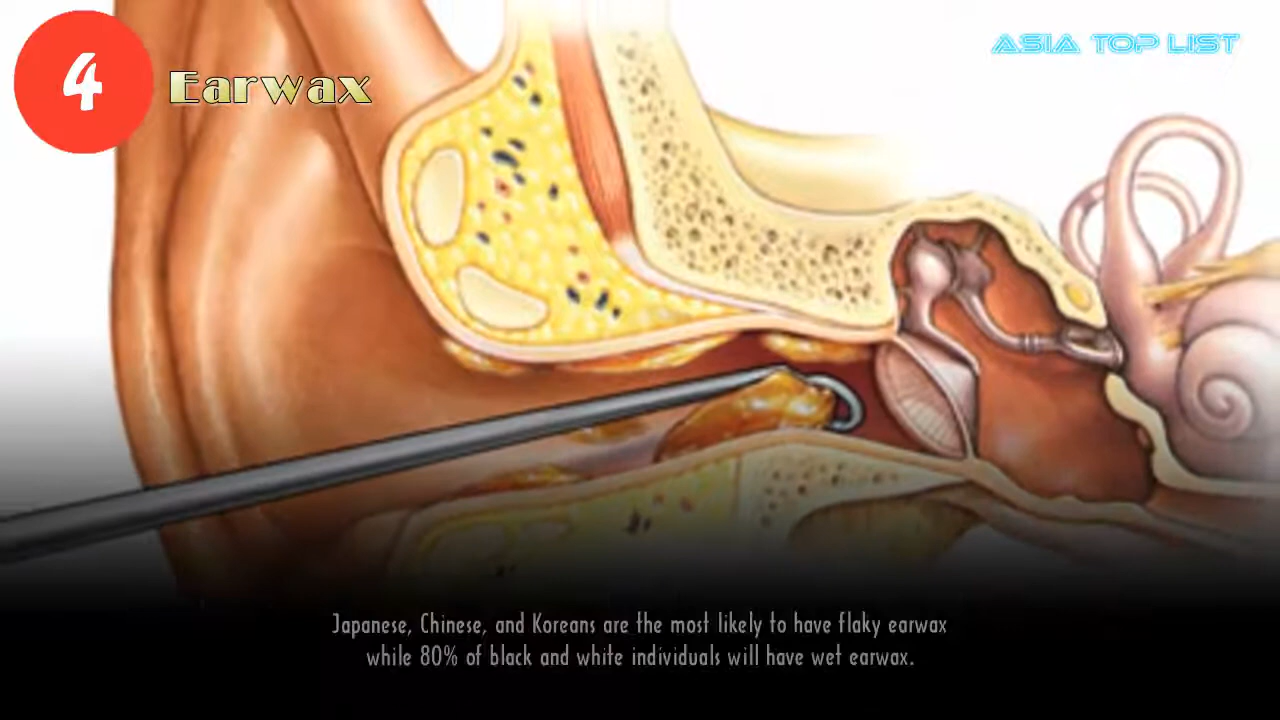 4
Earwax
ASIA TOP LIST
Japanese, Chinese, and Koreans are the most likely to have flaky earwax
while 80% of black and white individuals will have wet earwax.